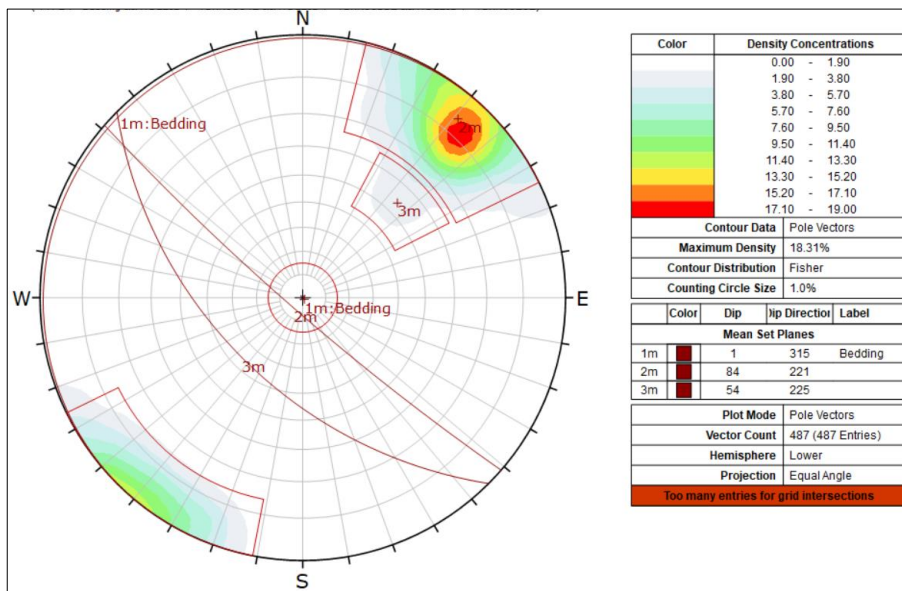 N
1m:Bedding
2m
3m
W
E
1m:Bedding
2m
3m
S
Color Density Concentrations
0.00 - 1.90
1.90 - 3.80
3.80 - 5.70
5.70 - 7.60
7.60 - 9.50
9.50 - 11.40
11.40 - 13.30
13.30 - 15.20
15.20 - 17.10
17.10 - 19.00
Contour Data Pole Vectors
Maximum Density 18.31%
Contour Distribution Fisher
Counting Circle Size 1.0%
Color Dip Dip Direction Label
Mean Set Planes
1m 1 315 Bedding
2m 84 221
3m 54 225
Plot Mode Pole Vectors
Vector Count 487 (487 Entries)
Hemisphere Lower
Projection Equal Angle
Too many entries for grid intersections